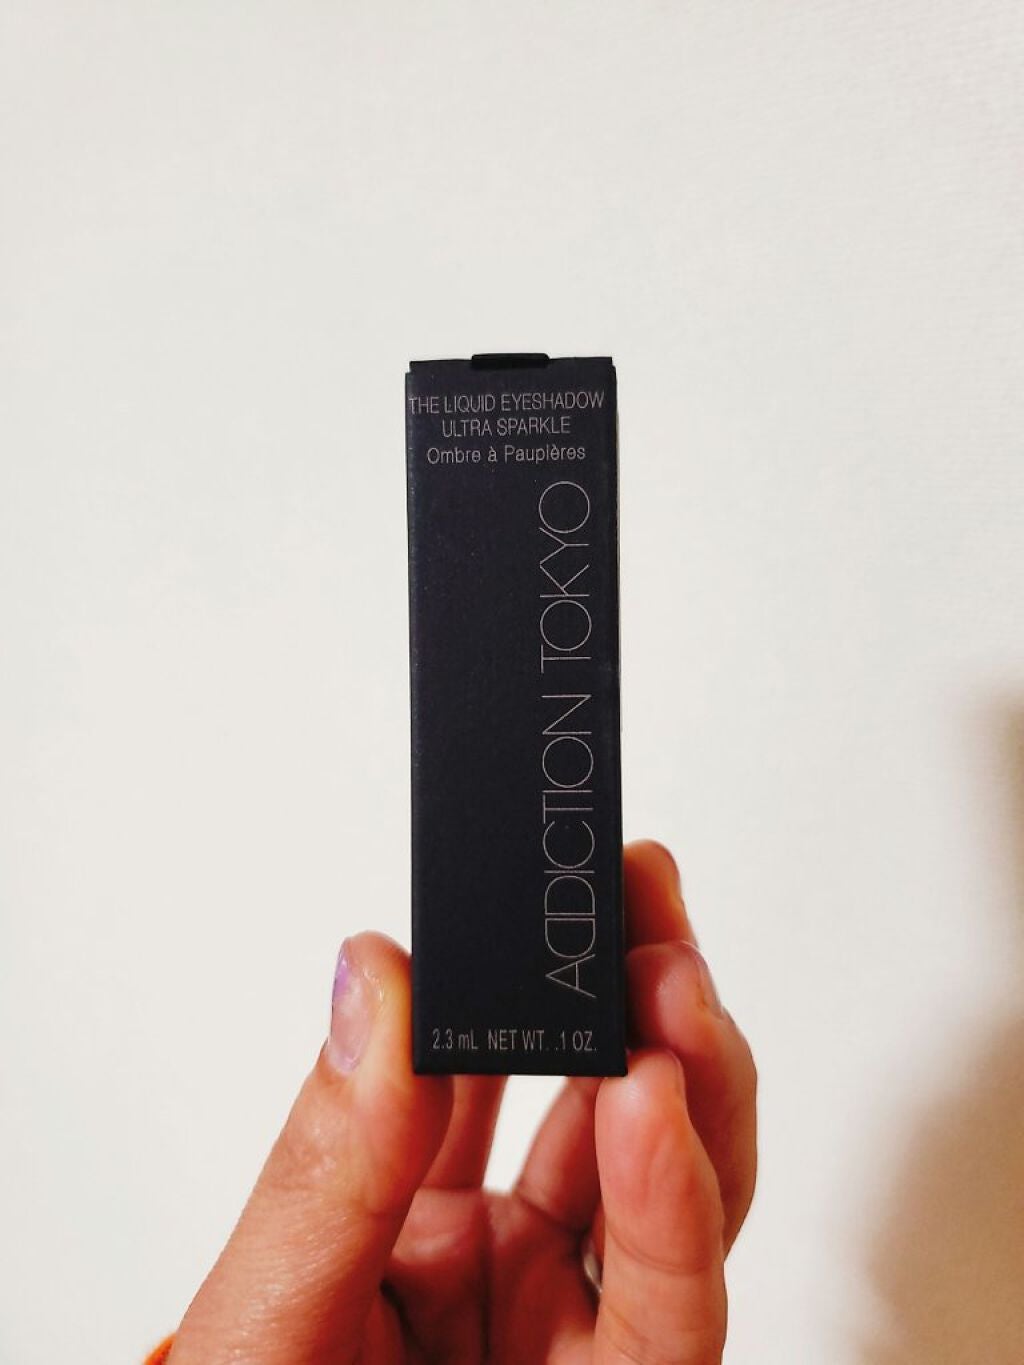 THE LIQUID EYESHADOW
ULTRA SPARKLE
Ombre à Paupières
ADDICTION TOKYO
2.3 mL NET WT. .1 OZ.